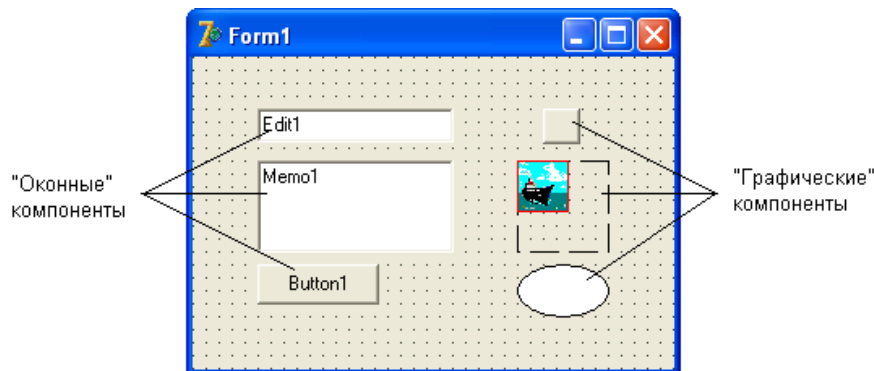 Form1
Edit1
Memo1
Button1
"Оконные"
компоненты
"Графические"
компоненты